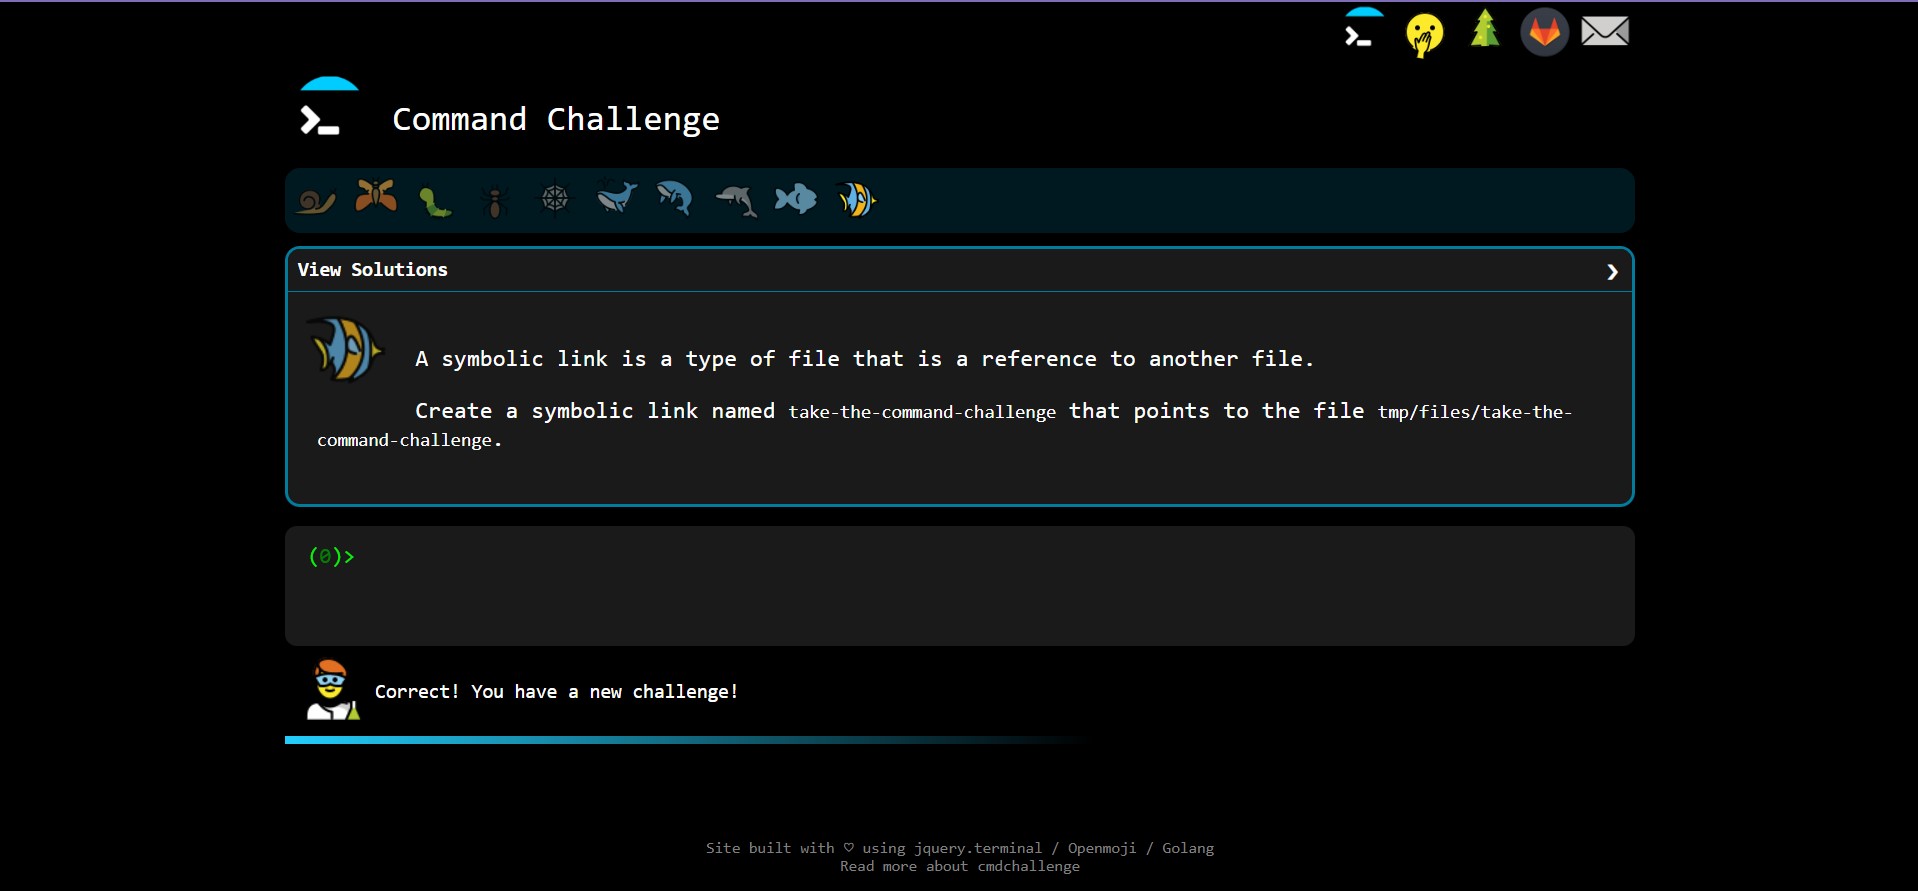 Command Challenge
View Solutions
A symbolic link is a type of file that is a reference to another file.
Create a symbolic link named take-the-command-challenge that points to the file tmp/files/take-the-
command-challenge.
(0)>
Correct! You have a new challenge!
Site built with ♡ using jquery.terminal / Openmoji / Golang
Read more about cmdchallenge